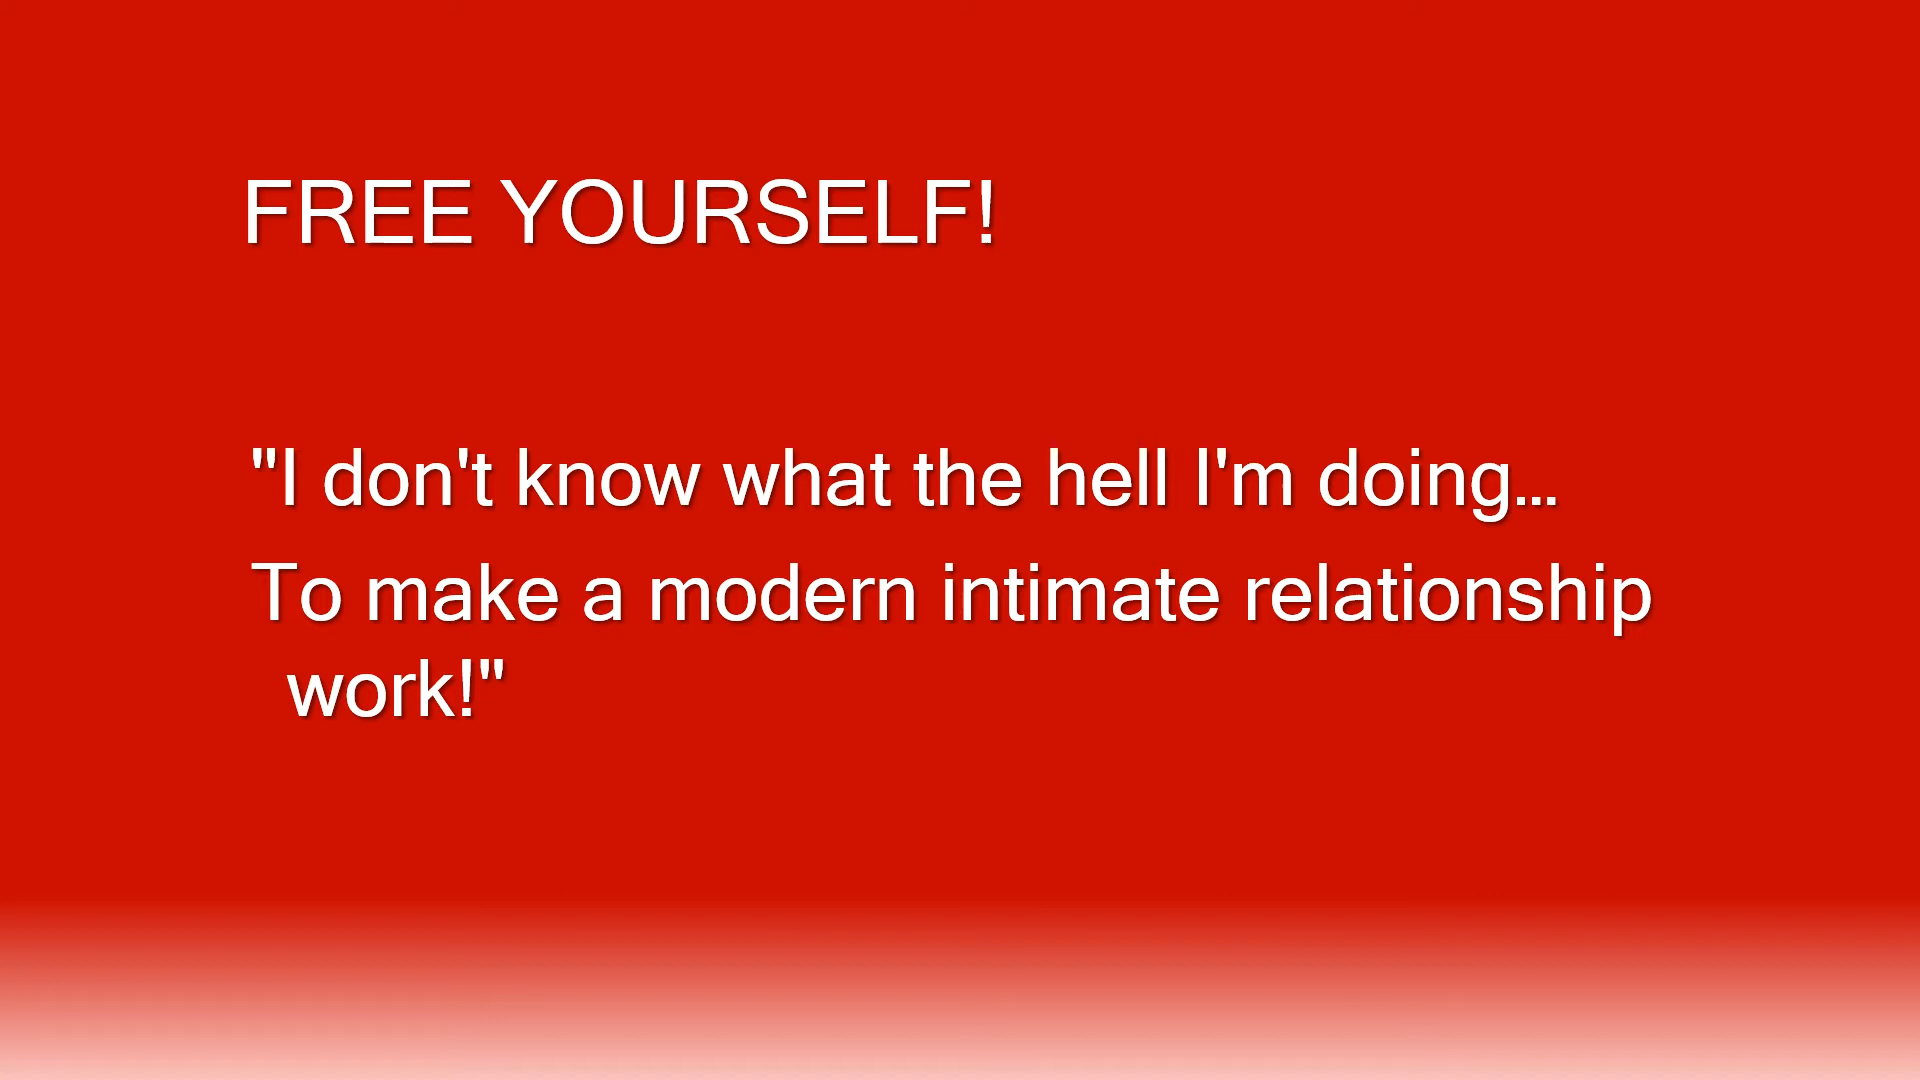 FREE YOURSELF!
"I don't know what the hell I'm doing...
To make a modern intimate relationship
work!"